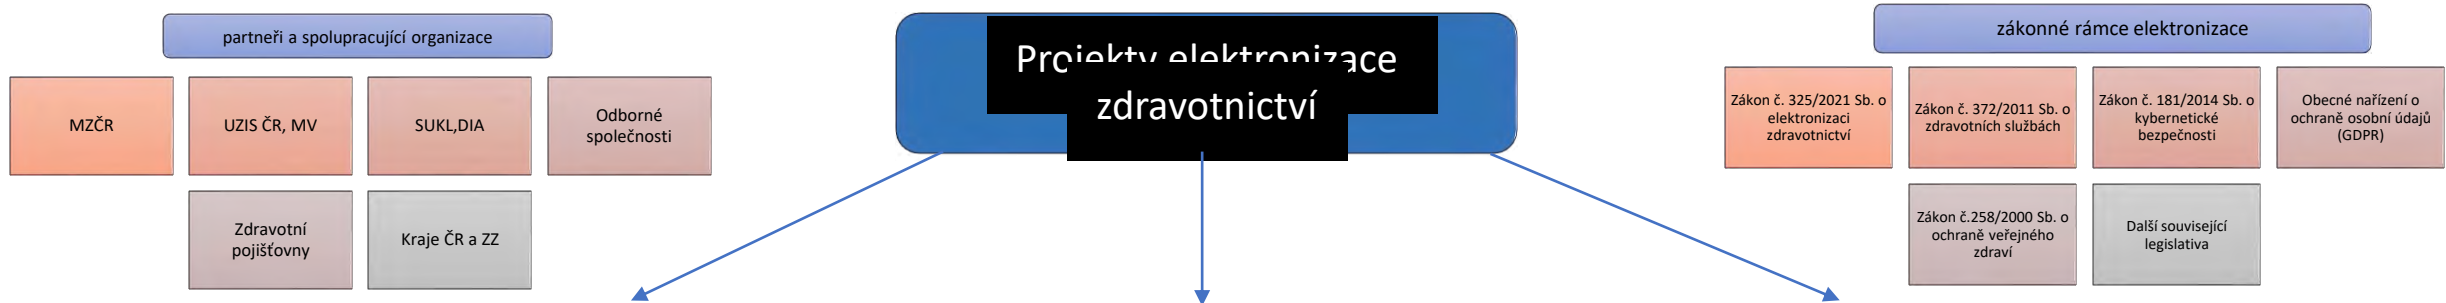 partneři a spolupracující organizace
MZČR
UZIS ČR, MV
SUKL,DIA
Odborné
společnosti
Zdravotní
pojišťovny
Kraje ČR a ZZ
Projekty elektronizace
zdravotnictví
zákonné rámce elektronizace
Zákon č. 325/2021 Sb. o
elektronizaci
zdravotnictví
Zákon č. 372/2011 Sb. o
zdravotních službách
Zákon č. 181/2014 Sb. o
kybernetické
bezpečnosti
Obecné nařízení o
ochraně osobní údajů
(GDPR)
Zákon č.258/2000 Sb. o
ochraně veřejného
zdraví
Další související
legislativa